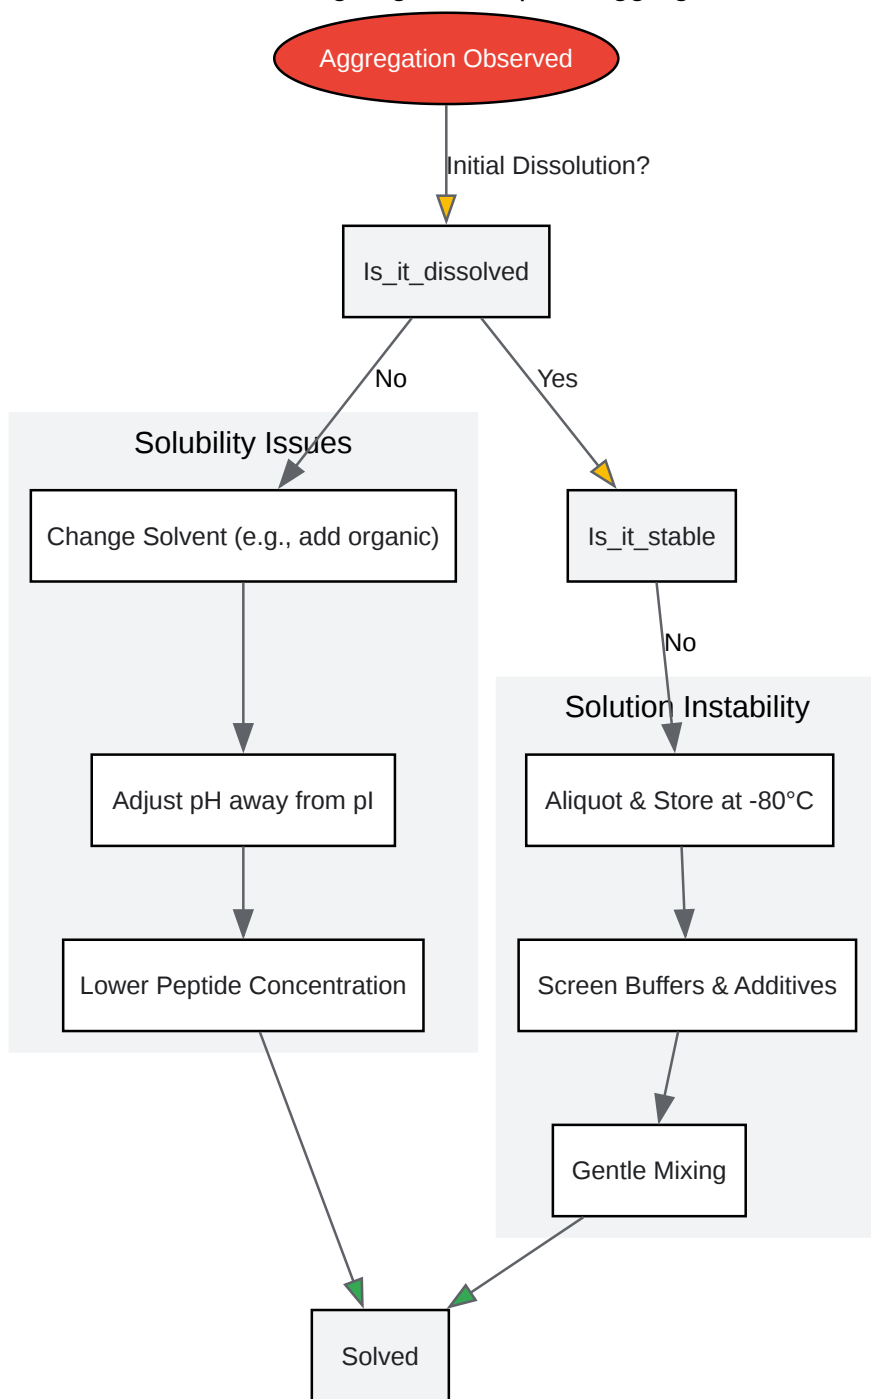 Aggregation Observed
Initial Dissolution?
Is_it_dissolved
No
Yes
Solubility Issues
Change Solvent (e.g., add organic)
Is_it_stable
No
Solution Instability
Adjust pH away from pI
Aliquot & Store at -80°C
Lower Peptide Concentration
Screen Buffers & Additives
Gentle Mixing
Solved